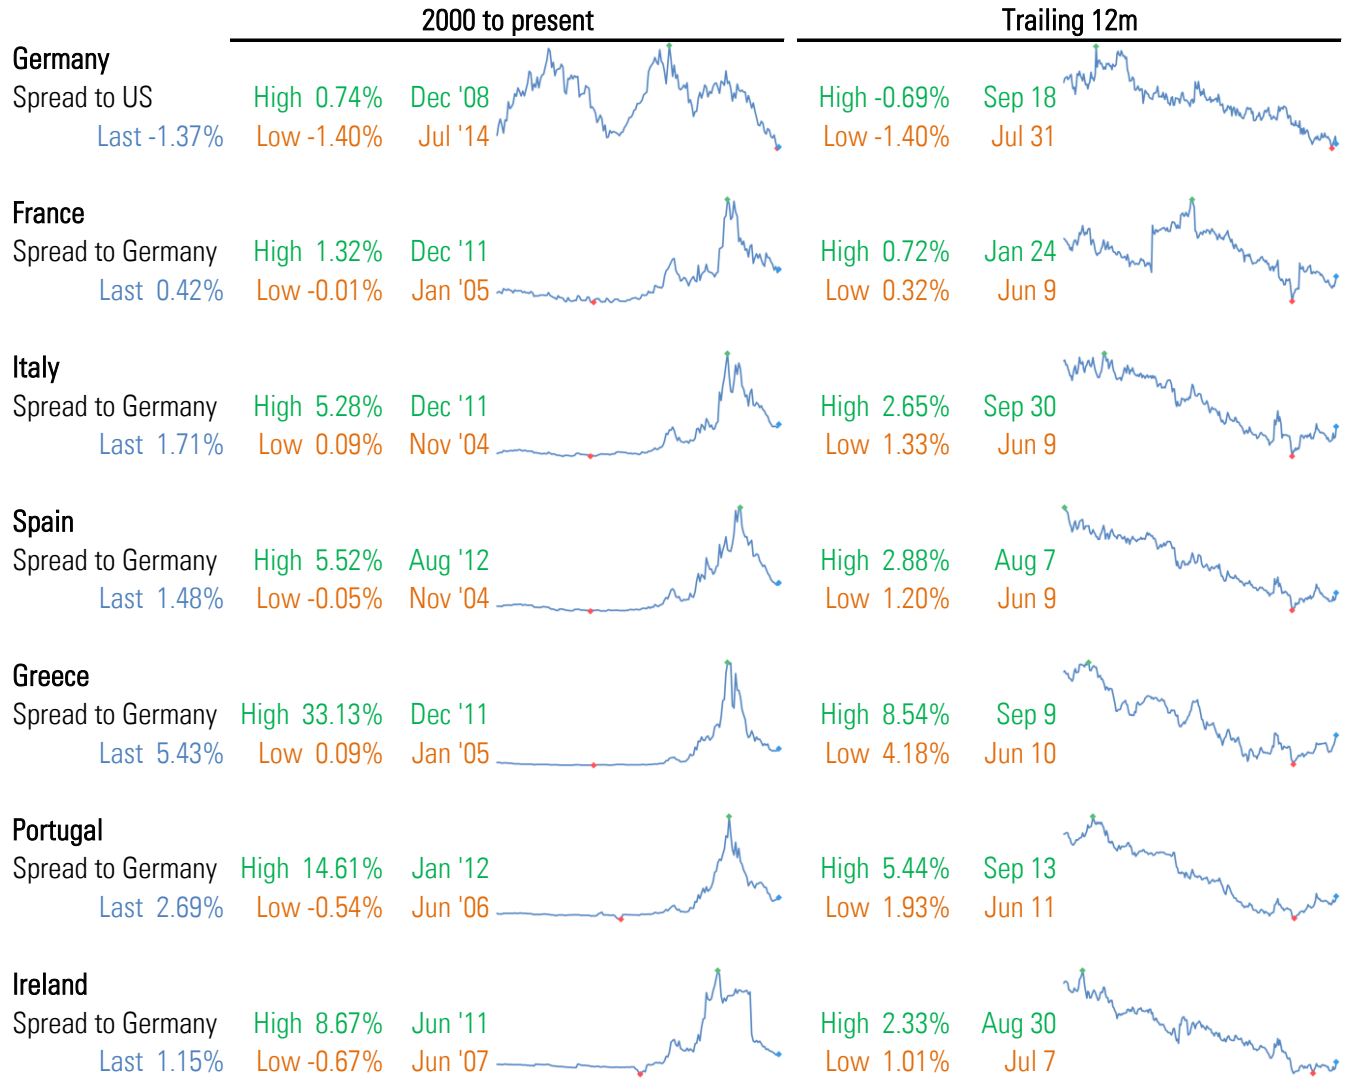 2000 to present Trailing 12m
Germany
Spread to US High 0.74% Dec '08 High -0.69% Sep 18
Last -1.37% Low -1.40% Jul '14 Low -1.40% Jul 31
France
Spread to Germany High 1.32% Dec '11 High 0.72% Jan 24
Last 0.42% Low -0.01% Jan '05 Low 0.32% Jun 9
Italy
Spread to Germany High 5.28% Dec '11 High 2.65% Sep 30
Last 1.71% Low 0.09% Nov '04 Low 1.33% Jun 9
Spain
Spread to Germany High 5.52% Aug '12 High 2.88% Aug 7
Last 1.48% Low -0.05% Nov '04 Low 1.20% Jun 9
Greece
Spread to Germany High 33.13% Dec '11 High 8.54% Sep 9
Last 5.43% Low 0.09% Jan '05 Low 4.18% Jun 10
Portugal
Spread to Germany High 14.61% Jan '12 High 5.44% Sep 13
Last 2.69% Low -0.54% Jun '06 Low 1.93% Jun 11
Ireland
Spread to Germany High 8.67% Jun '11 High 2.33% Aug 30
Last 1.15% Low -0.67% Jun '07 Low 1.01% Jul 7